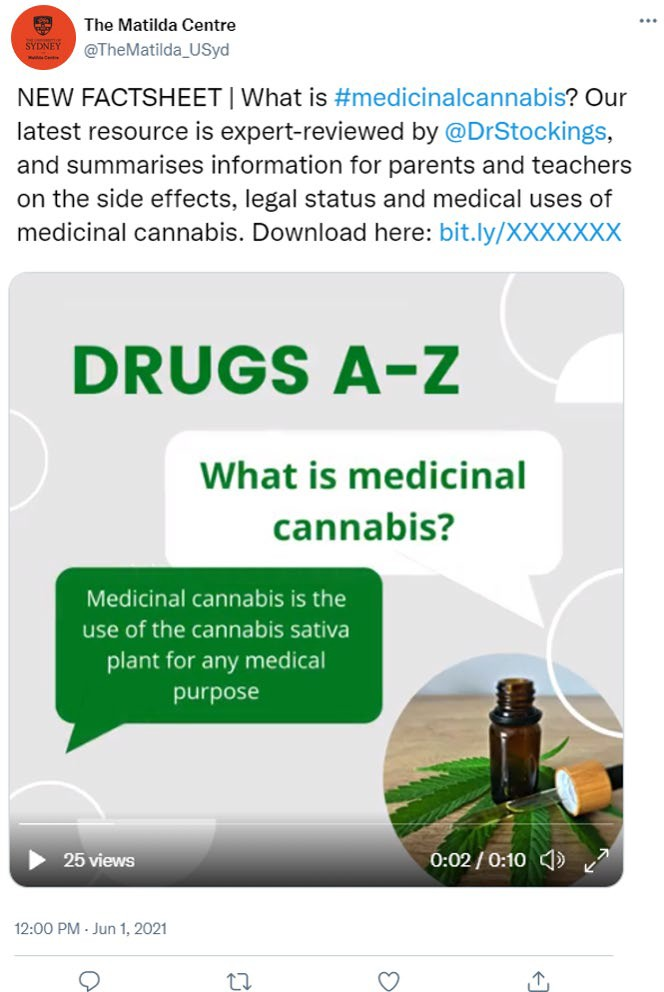 The Matilda Centre
@TheMatilda_USyd
SYDNEY
Matilda Centre
NEW FACTSHEET | What is #medicinalcannabis? Our
latest resource is expert-reviewed by @DrStockings,
and summarises information for parents and teachers
on the side effects, legal status and medical uses of
medicinal cannabis. Download here: bit.ly/XXXXXXX
DRUGS A-Z
What is medicinal
cannabis?
Medicinal cannabis is the
use of the cannabis sativa
plant for any medical
purpose
25 views
0:02 / 0:10
12:00 PM · Jun 1, 2021